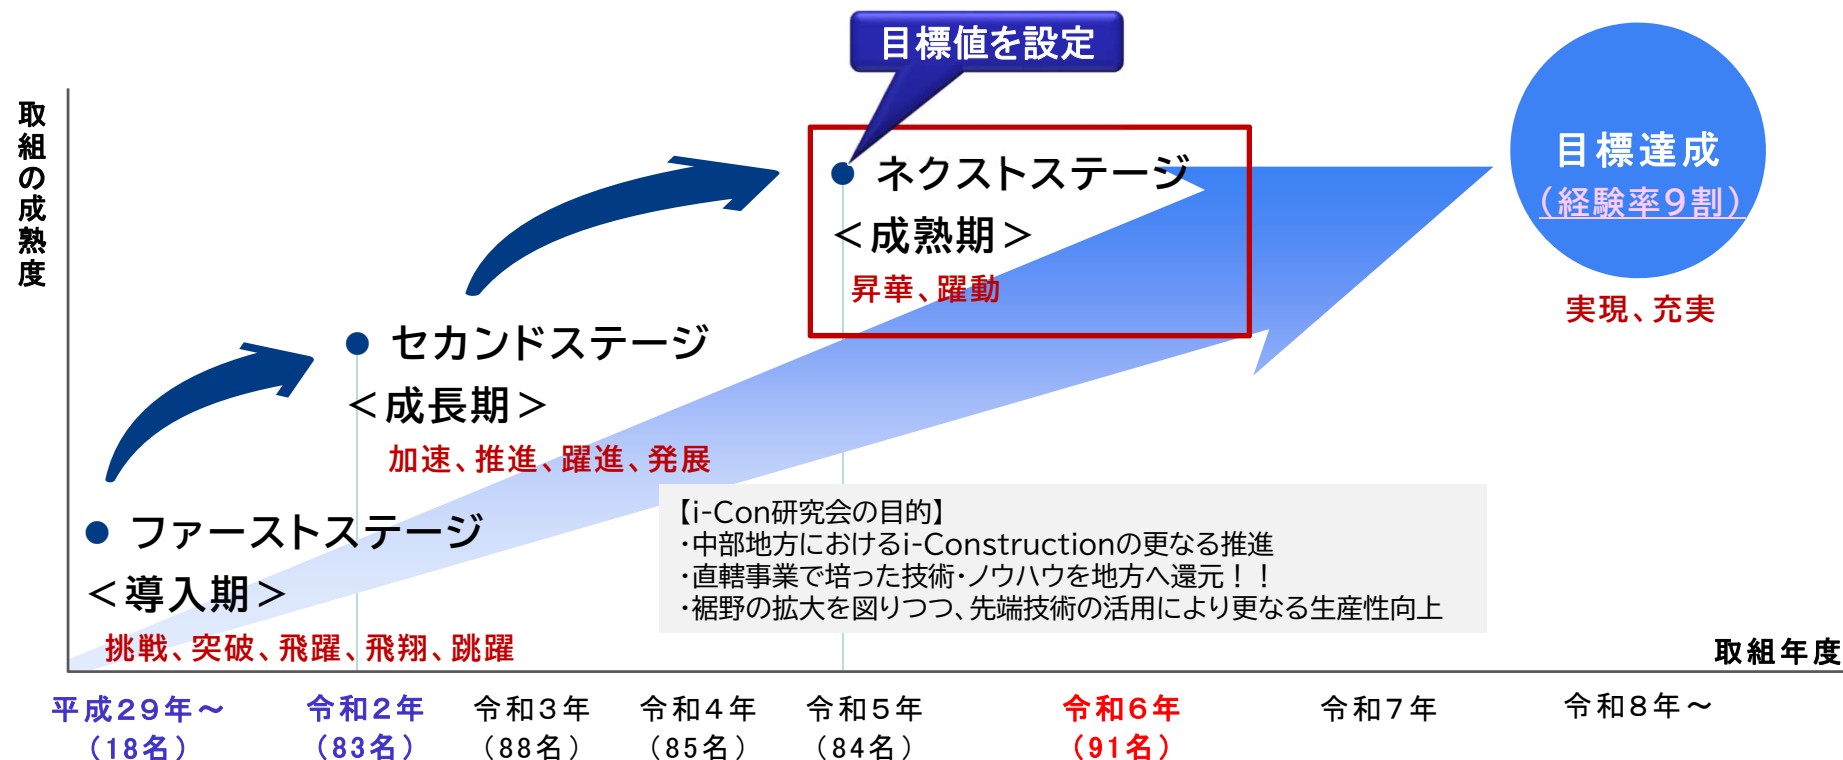 目標値を設定
取組の成熟度
目標達成
（経験率９割）
実現、充実
ネクストステージ
＜成熟期＞
昇華、躍動
セカンドステージ
＜成長期＞
加速、推進、躍進、発展
ファーストステージ
＜導入期＞
挑戦、突破、飛躍、飛翔、跳躍
【i-Con研究会の目的】
・中部地方におけるi-Constructionの更なる推進
・直轄事業で培った技術・ノウハウを地方へ還元！！
・裾野の拡大を図りつつ、先端技術の活用により更なる生産性向上
取組年度
平成２９年～ 令和２年 令和３年 令和４年 令和５年 令和６年 令和７年 令和８年～
（18名） （83名） （88名） （85名） （84名） （91名）